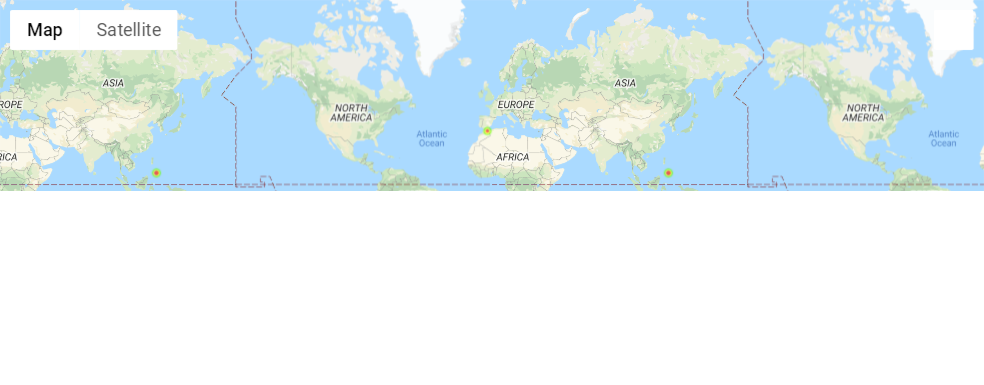 Map
Satellite
ASIA
ROPE
NORTH
AMERICA
Atlantic
Ocean
RICA
ASIA
EUROPE
NORTH
AMERICA
Atlantic
Ocean
AFRICA